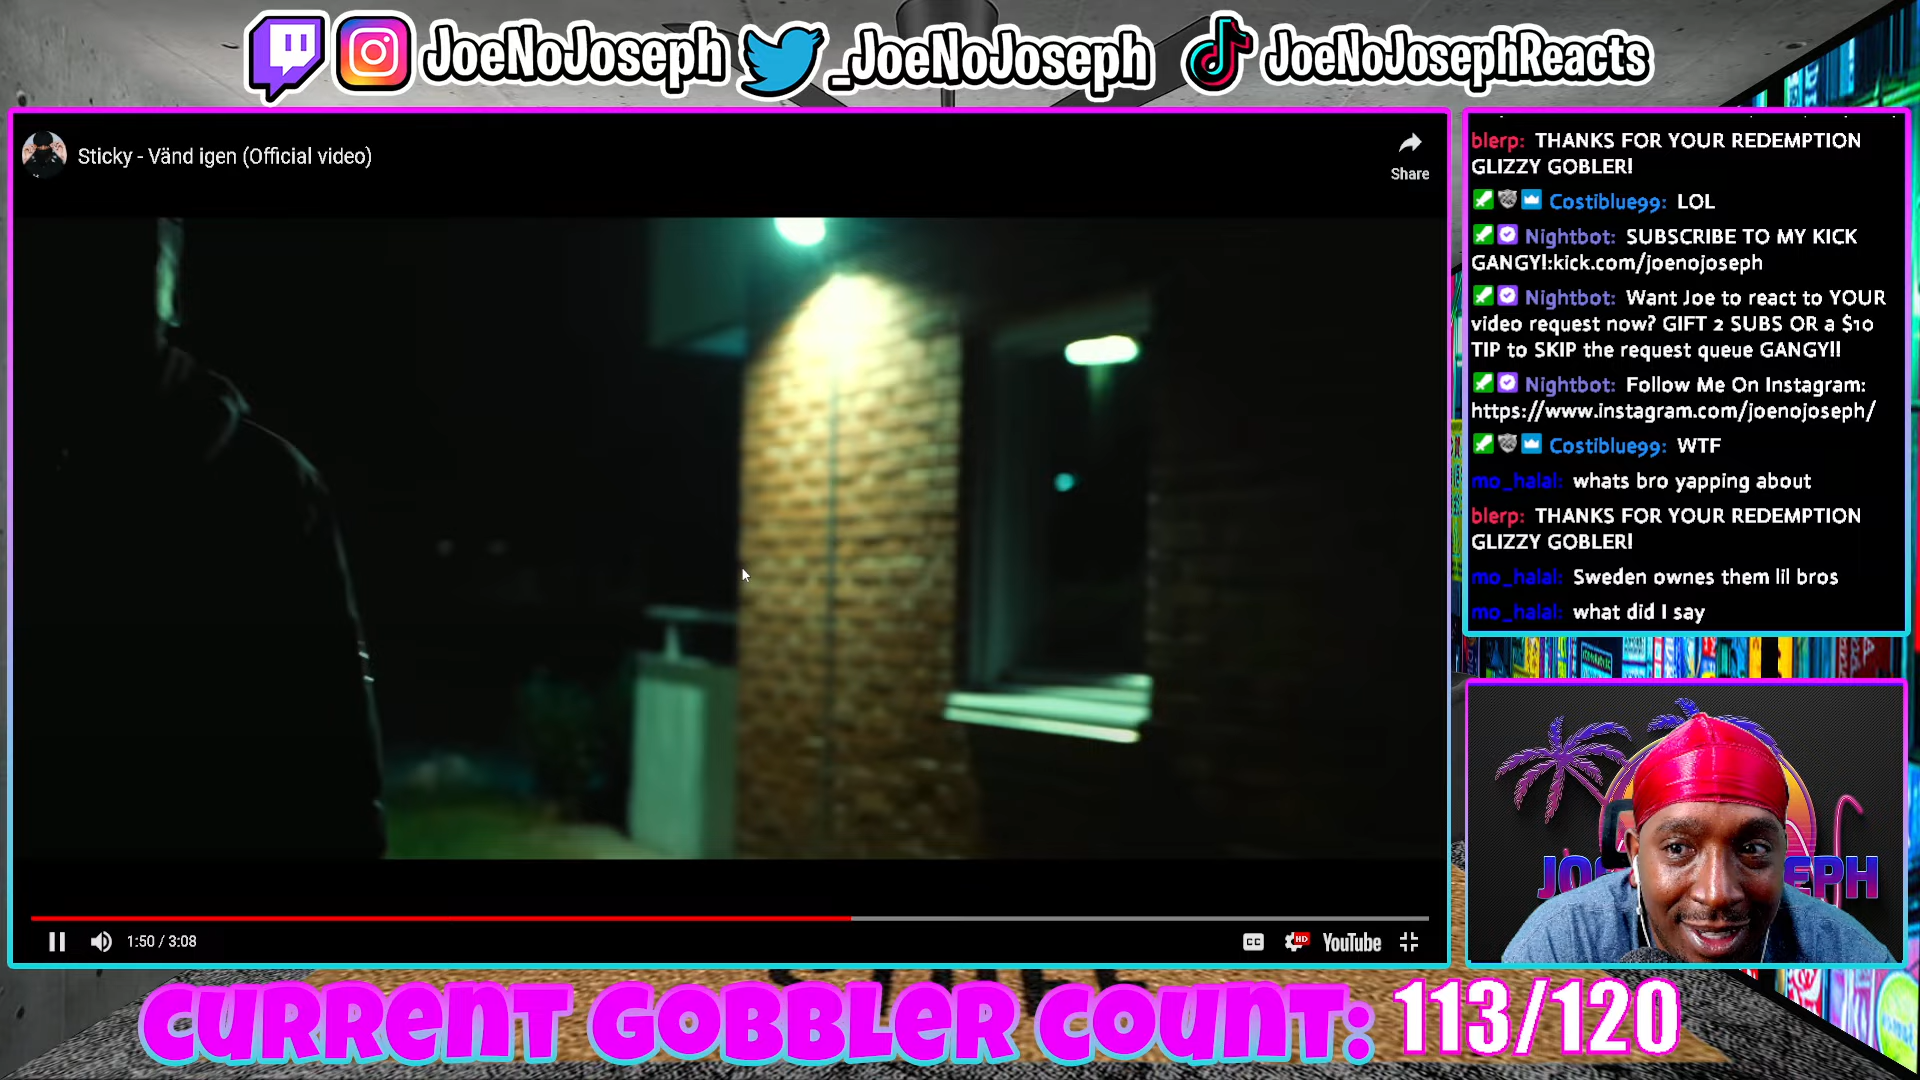 JoeNoJoseph _JoeNoJoseph JoeNoJosephReacts
Sticky - Vänd igen (Official video)
Share
blerp: THANKS FOR YOUR REDEMPTION
GLIZZY GOBLER!
Costiblue99: LOL
Nightbot: SUBSCRIBE TO MY KICK
GANGY!:kick.com/joenojoseph
Nightbot: Want Joe to react to YOUR
video request now? GIFT 2 SUBS OR a $10
TIP to SKIP the request queue GANGY!!
Nightbot: Follow Me On Instagram:
https://www.instagram.com/joenojoseph/
Costiblue99: WTF
mo_halal: whats bro yapping about
blerp: THANKS FOR YOUR REDEMPTION
GLIZZY GOBLER!
mo_halal: Sweden ownes them lil bros
mo_halal: what did I say
1:50 / 3:08
CC HD YouTube
CURRENT GOBBLER COUNT: 113/120